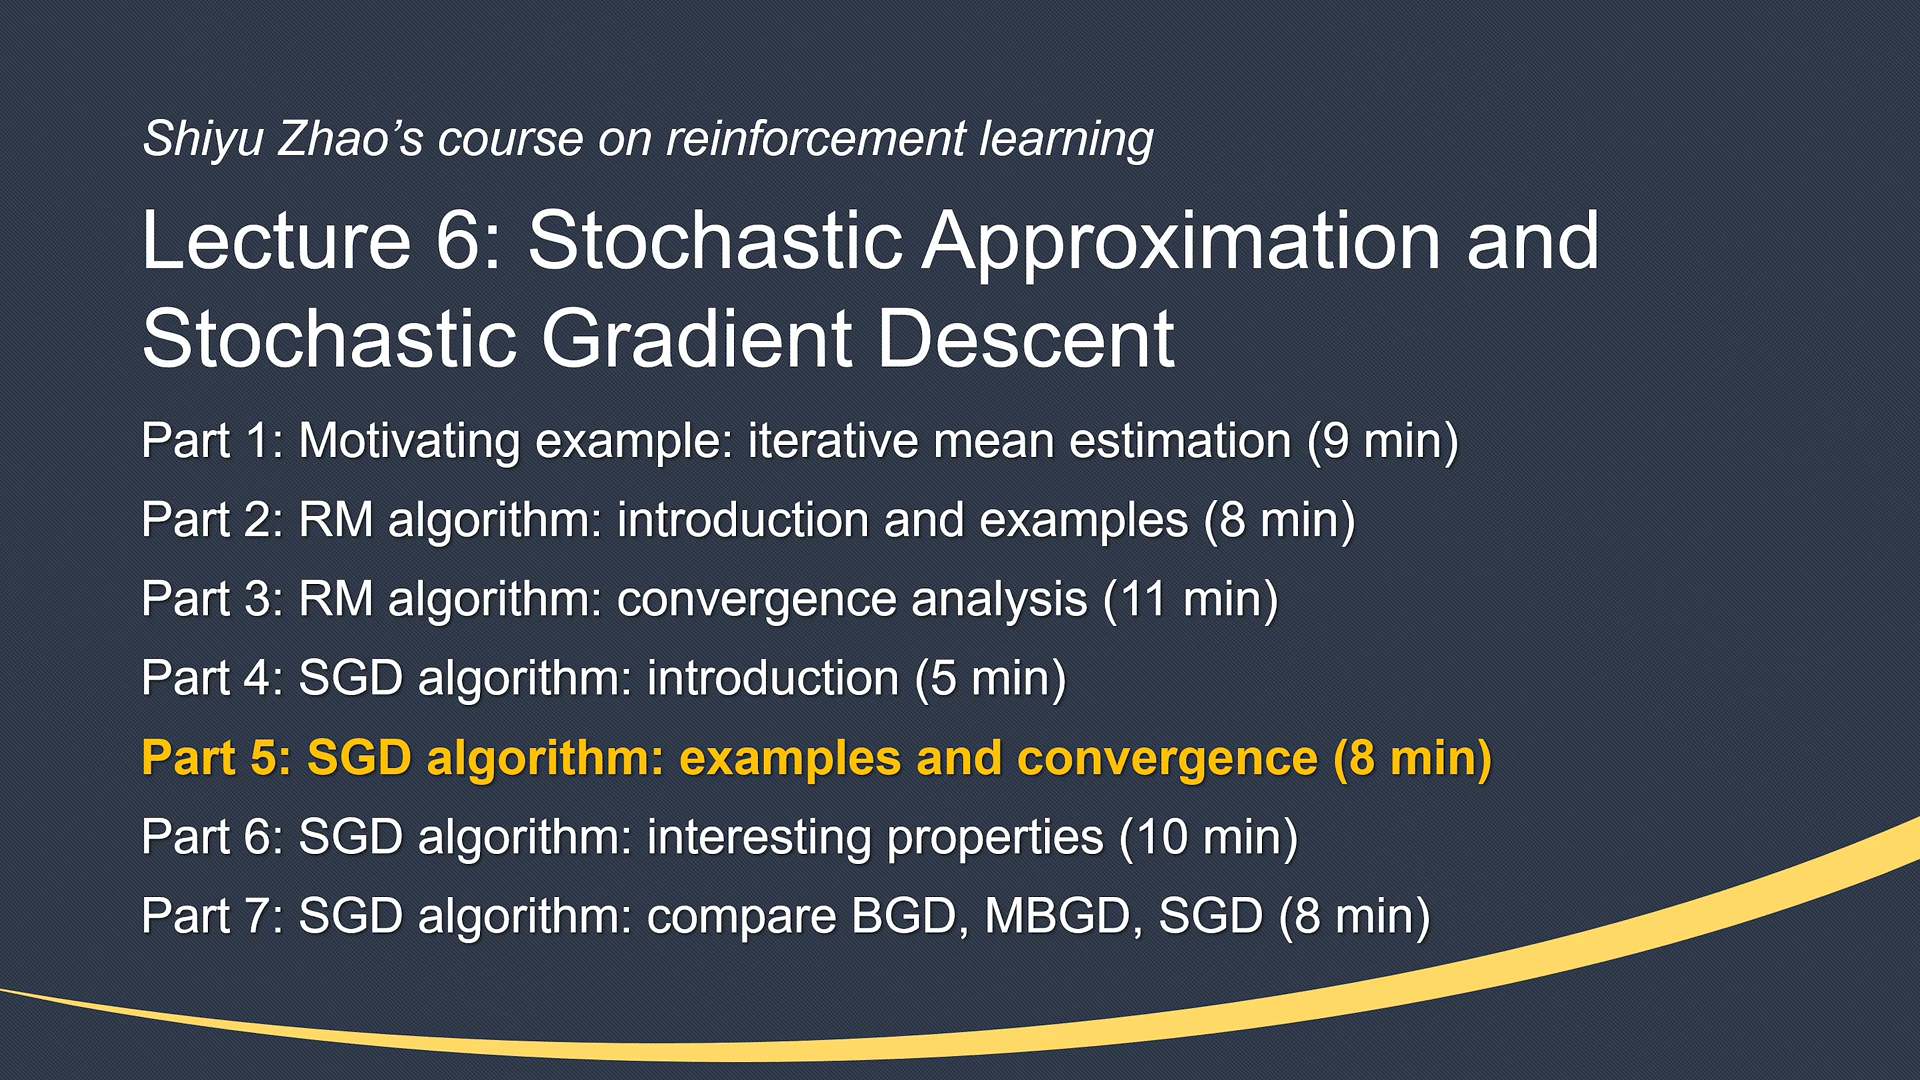 Shiyu Zhao’s course on reinforcement learning
Lecture 6: Stochastic Approximation and
Stochastic Gradient Descent
Part 1: Motivating example: iterative mean estimation (9 min)
Part 2: RM algorithm: introduction and examples (8 min)
Part 3: RM algorithm: convergence analysis (11 min)
Part 4: SGD algorithm: introduction (5 min)
Part 5: SGD algorithm: examples and convergence (8 min)
Part 6: SGD algorithm: interesting properties (10 min)
Part 7: SGD algorithm: compare BGD, MBGD, SGD (8 min)